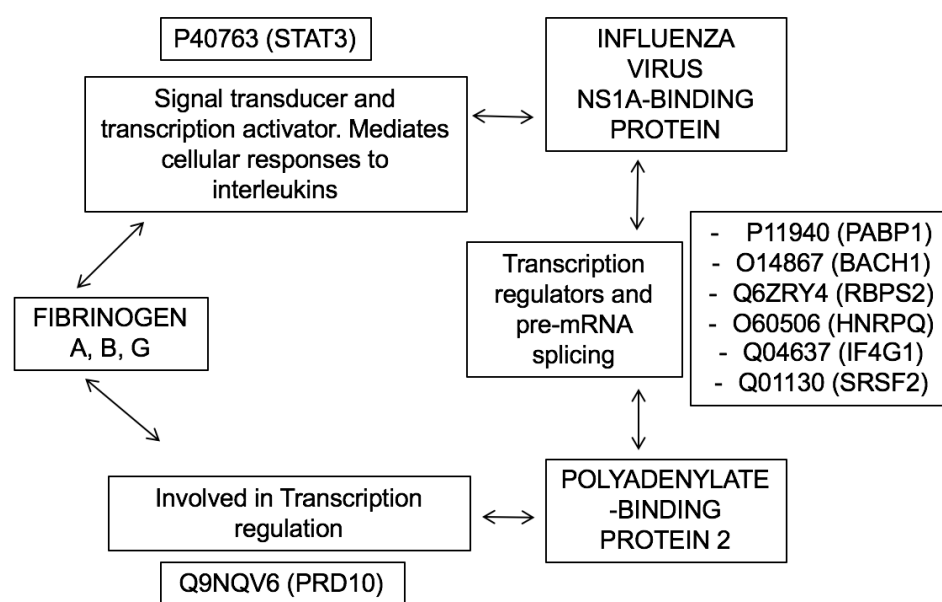 P40763 (STAT3)
Signal transducer and
transcription activator. Mediates
cellular responses to
interleukins
INFLUENZA
VIRUS
NS1A-BINDING
PROTEIN
FIBRINOGEN
A, B, G
Transcription
regulators and
pre-mRNA
splicing
- P11940 (PABP1)
- O14867 (BACH1)
- Q6ZRY4 (RBPS2)
- O60506 (HNRPQ)
- Q04637 (IF4G1)
- Q01130 (SRSF2)
Involved in Transcription
regulation
Q9NQV6 (PRD10)
POLYADENYLATE
-BINDING
PROTEIN 2